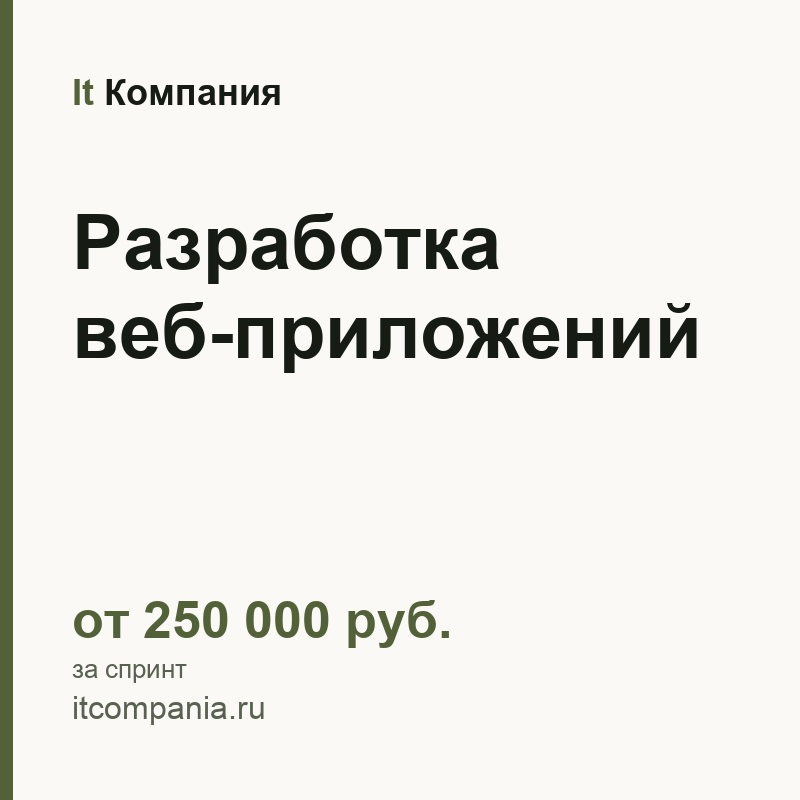 It Компания
Разработка
веб-приложений
от 250 000 руб.
за спринт
itcompania.ru